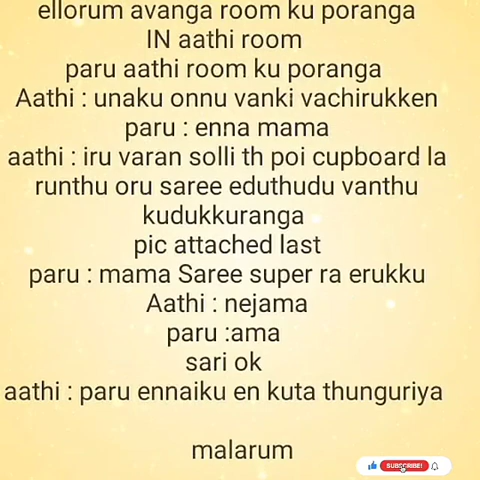 ellorum avanga room ku poranga
IN aathi room
paru aathi room ku poranga
Aathi : unaku onnu vanki vachirukken
paru : enna mama
aathi : iru varan solli th poi cupboard la
runthu oru saree eduthudu vanthu
kudukkuranga
pic attached last
paru : mama Saree super ra erukku
Aathi : nejama
paru :ama
sari ok
aathi : paru ennaiku en kuta thunguriya
malarum
SUBSCRIBE!